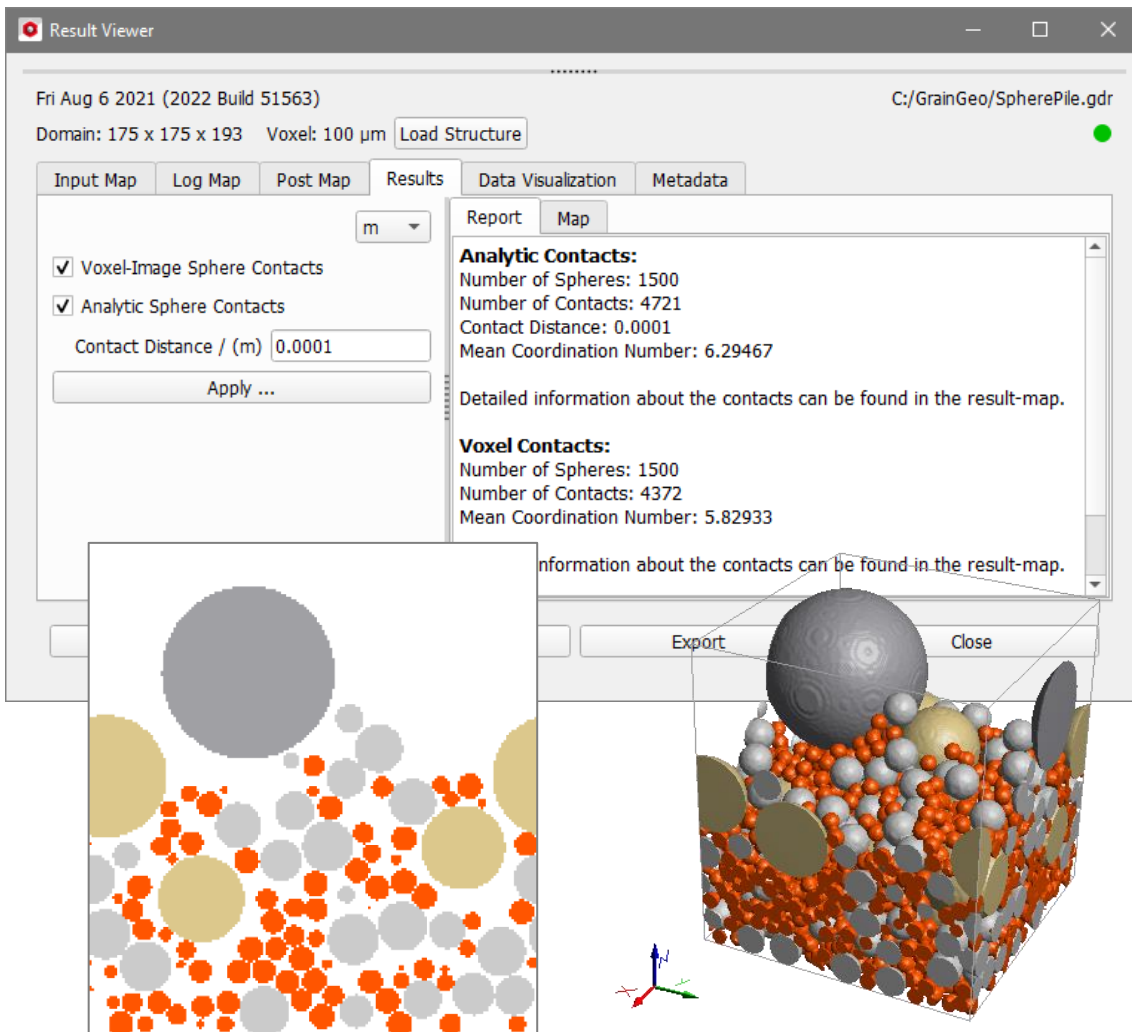 Result Viewer
Fri Aug 6 2021 (2022 Build 51563)
C:/GrainGeo/SpherePile.gdr
Domain: 175 x 175 x 193 Voxel: 100 µm Load Structure
Input Map Log Map Post Map Results Data Visualization Metadata
m
Voxel-Image Sphere Contacts
Analytic Sphere Contacts
Contact Distance / (m) 0.0001
Apply ...
Report Map
Analytic Contacts:
Number of Spheres: 1500
Number of Contacts: 4721
Contact Distance: 0.0001
Mean Coordination Number: 6.29467
Detailed information about the contacts can be found in the result-map.
Voxel Contacts:
Number of Spheres: 1500
Number of Contacts: 4372
Mean Coordination Number: 5.82933
information about the contacts can be found in the result-map.
Export Close
Z
X Y